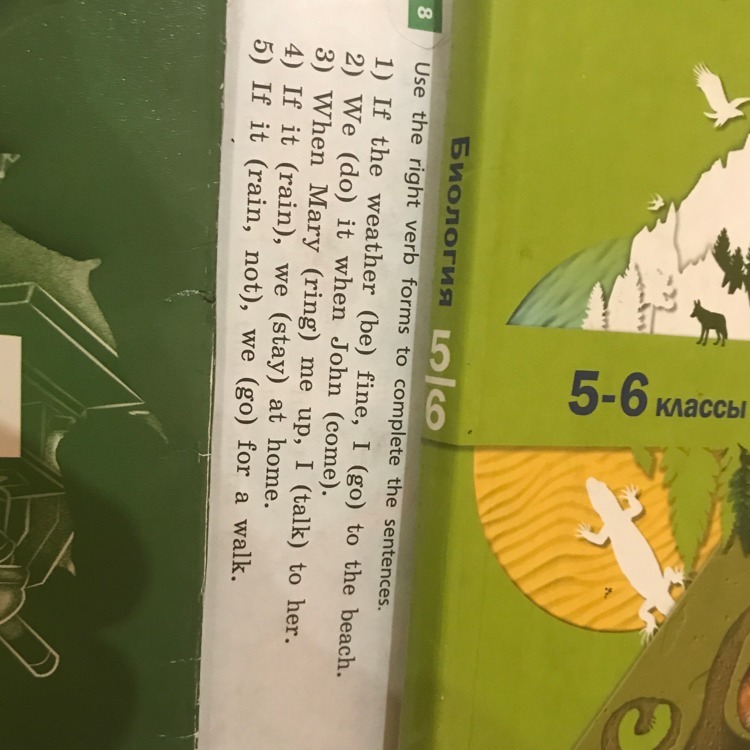 8 Use the right verb forms to complete the sentences.
1) If the weather (be) fine, I (go) to the beach.
2) We (do) it when John (come).
3) When Mary (ring) me up, I (talk) to her.
4) If it (rain), we (stay) at home.
5) If it (rain, not), we (go) for a walk.
Биология 5/6
5-6 классы